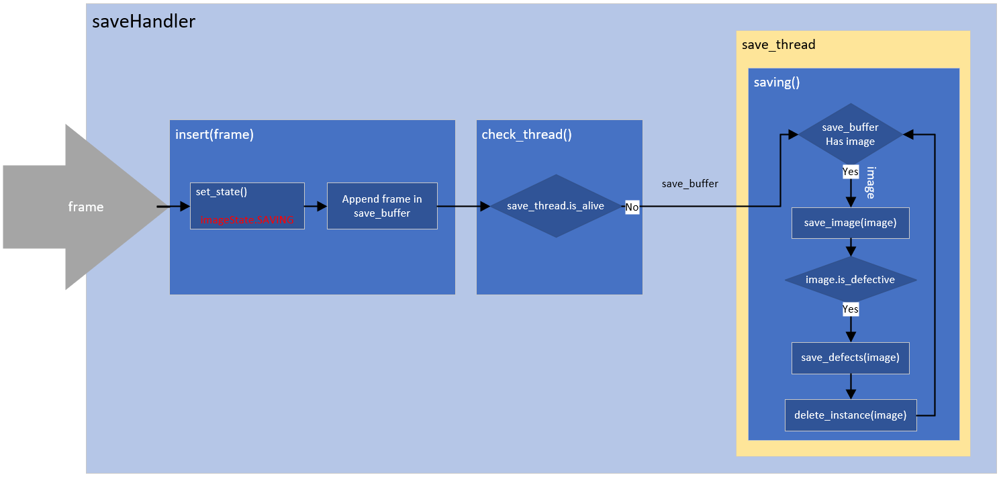 saveHandler
frame
insert(frame)
set_state()
imageState.SAVING
Append frame in
save_buffer
check_thread()
save_thread.is_alive
No
save_buffer
save_thread
saving()
save_buffer
Has image
Yes
image
save_image(image)
image.is_defective
Yes
save_defects(image)
delete_instance(image)